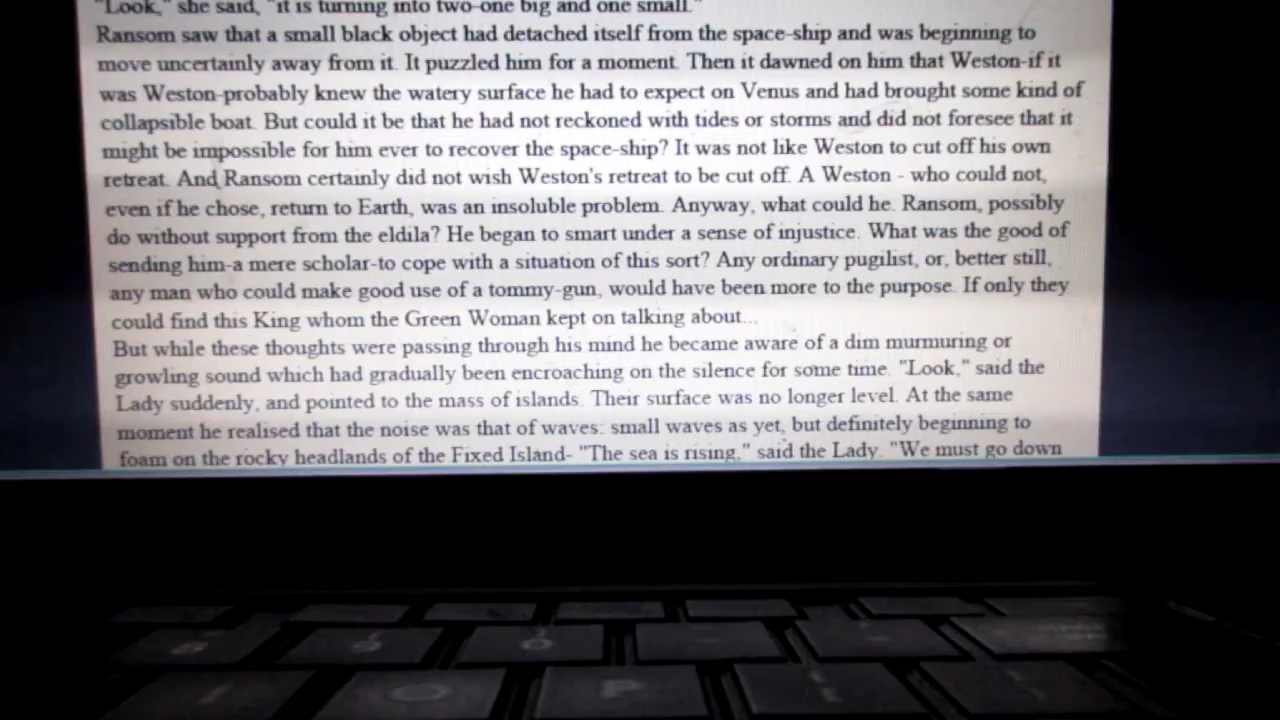 "Look," she said, "it is turning into two-one big and one small."
Ransom saw that a small black object had detached itself from the space-ship and was beginning to
move uncertainly away from it. It puzzled him for a moment. Then it dawned on him that Weston-if it
was Weston-probably knew the watery surface he had to expect on Venus and had brought some kind of
collapsible boat. But could it be that he had not reckoned with tides or storms and did not foresee that it
might be impossible for him ever to recover the space-ship? It was not like Weston to cut off his own
retreat. And Ransom certainly did not wish Weston's retreat to be cut off. A Weston - who could not,
even if he chose, return to Earth, was an insoluble problem. Anyway, what could he. Ransom, possibly
do without support from the eldila? He began to smart under a sense of injustice. What was the good of
sending him-a mere scholar-to cope with a situation of this sort? Any ordinary pugilist, or, better still,
any man who could make good use of a tommy-gun, would have been more to the purpose. If only they
could find this King whom the Green Woman kept on talking about...
But while these thoughts were passing through his mind he became aware of a dim murmuring or
growling sound which had gradually been encroaching on the silence for some time. "Look," said the
Lady suddenly, and pointed to the mass of islands. Their surface was no longer level. At the same
moment he realised that the noise was that of waves: small waves as yet, but definitely beginning to
foam on the rocky headlands of the Fixed Island- "The sea is rising," said the Lady. "We must go down
O P